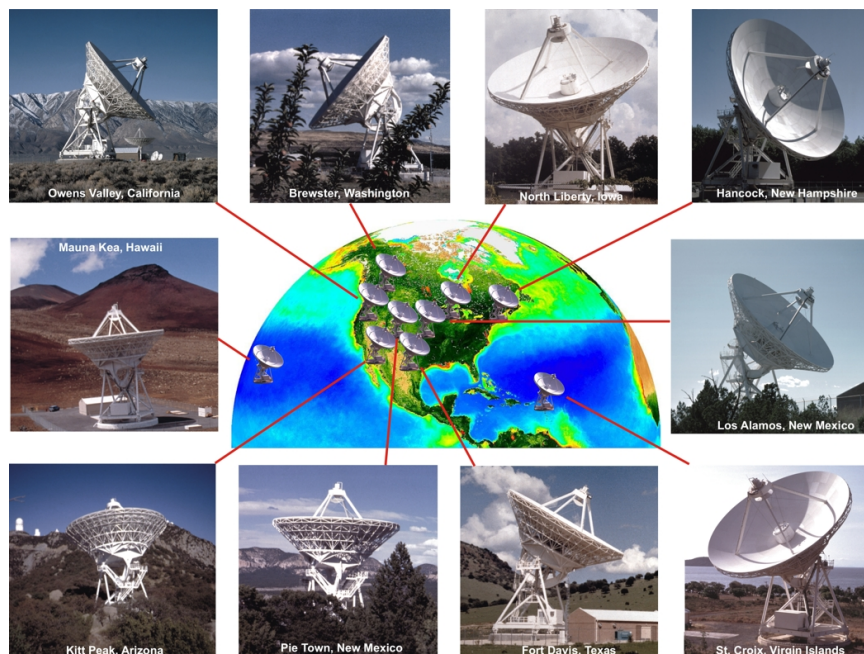 Owens Valley, California
Brewster, Washington
North Liberty, Iowa
Hancock, New Hampshire
Mauna Kea, Hawaii
Los Alamos, New Mexico
Kitt Peak, Arizona
Pie Town, New Mexico
Fort Davis, Texas
St. Croix, Virgin Islands